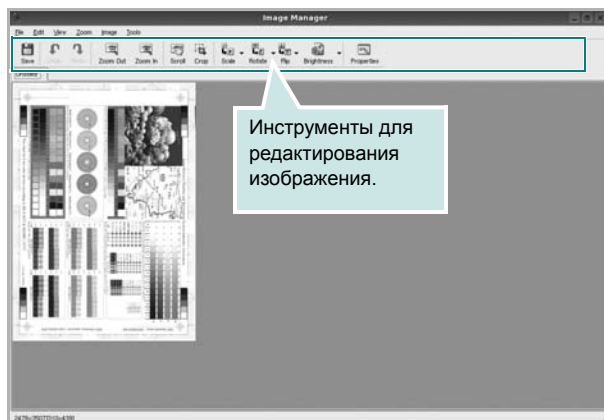 Image Manager
File Edit View Zoom Image Tools
Save Undo Redo Zoom Out Zoom In Scroll Crop Scale Rotate Flip Brightness Properties
Untitled
Инструменты для
редактирования
изображения.